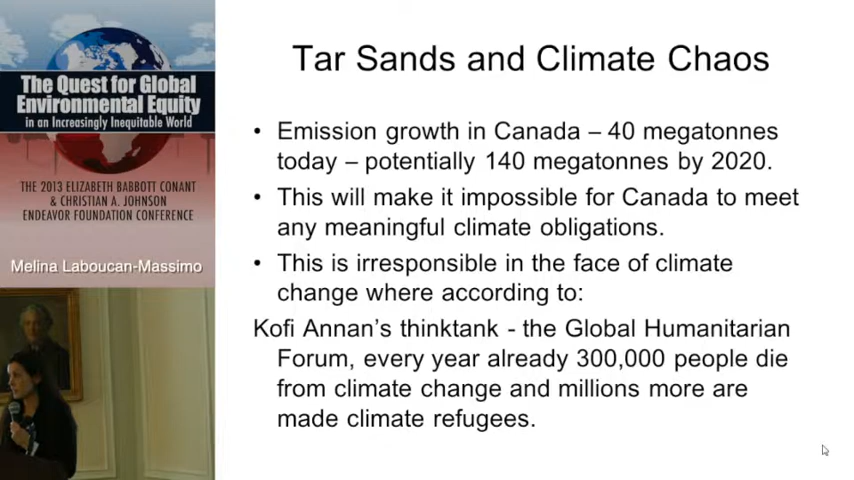 The Quest for Global
Environmental Equity
in an Increasingly Inequitable World
THE 2013 ELIZABETH BABBOTT CONANT
& CHRISTIAN A. JOHNSON
ENDEAVOR FOUNDATION CONFERENCE
Melina Laboucan-Massimo
Tar Sands and Climate Chaos
• Emission growth in Canada – 40 megatonnes
today – potentially 140 megatonnes by 2020.
• This will make it impossible for Canada to meet
any meaningful climate obligations.
• This is irresponsible in the face of climate
change where according to:
Kofi Annan's thinktank - the Global Humanitarian
Forum, every year already 300,000 people die
from climate change and millions more are
made climate refugees.